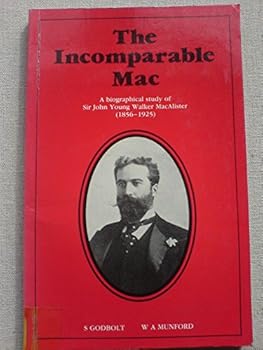 The
Incomparable
Mac
A biographical study of
Sir John Young Walker MacAlister
(1856–1925)
S GODBOLT W A MUNFORD